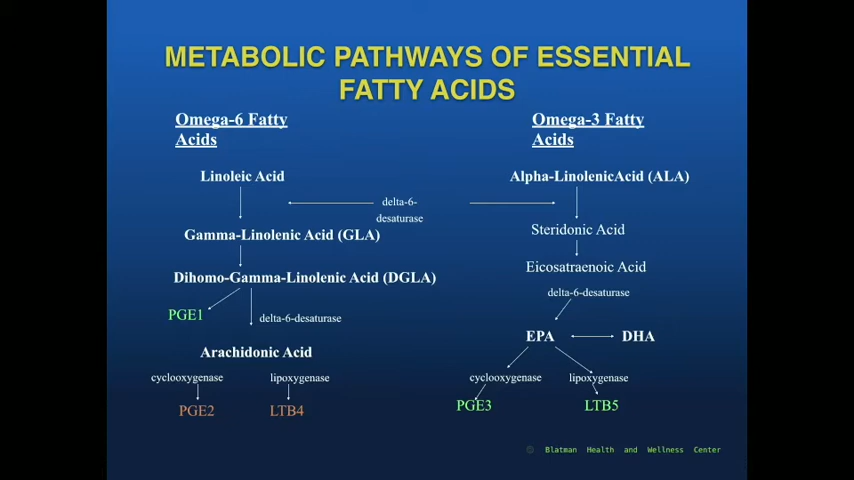 METABOLIC PATHWAYS OF ESSENTIAL
FATTY ACIDS
Omega-6 Fatty
Acids
Omega-3 Fatty
Acids
Linoleic Acid
Alpha-LinolenicAcid (ALA)
delta-6-
desaturase
Gamma-Linolenic Acid (GLA)
Steridonic Acid
Dihomo-Gamma-Linolenic Acid (DGLA)
Eicosatraenoic Acid
delta-6-desaturase
PGE1
delta-6-desaturase
EPA
DHA
Arachidonic Acid
cyclooxygenase
lipoxygenase
cyclooxygenase
lipoxygenase
PGE2
LTB4
PGE3
LTB5
Blatman Health and Wellness Center